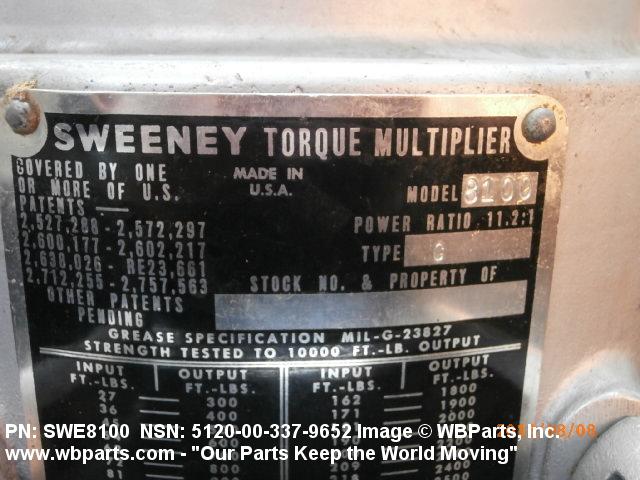 SWEENEY TORQUE MULTIPLIER
COVERED BY ONE
OR MORE OF U.S.
PATENTS
2,527,288 - 2,572,297
2,600,177 - 2,602,217
2,638,026 - RE23,661
2,712,255 - 2,757,563
OTHER PATENTS
PENDING
MADE IN
U.S.A.
MODEL 8100
POWER RATIO 11.2:1
TYPE G
STOCK NO. & PROPERTY OF
GREASE SPECIFICATION MIL-G-23827
STRENGTH TESTED TO 10000 FT.-LB. OUTPUT
INPUT OUTPUT INPUT OUTPUT
FT.-LBS. FT.-LBS. FT.-LBS. FT.-LBS.
1800
27 300 162 1900
36 400 171 2000
PN: SWE8100 NSN: 5120-00-337-9652 Image © WBParts, Inc.
www.wbparts.com - "Our Parts Keep the World Moving"
72 800 209 2400
81